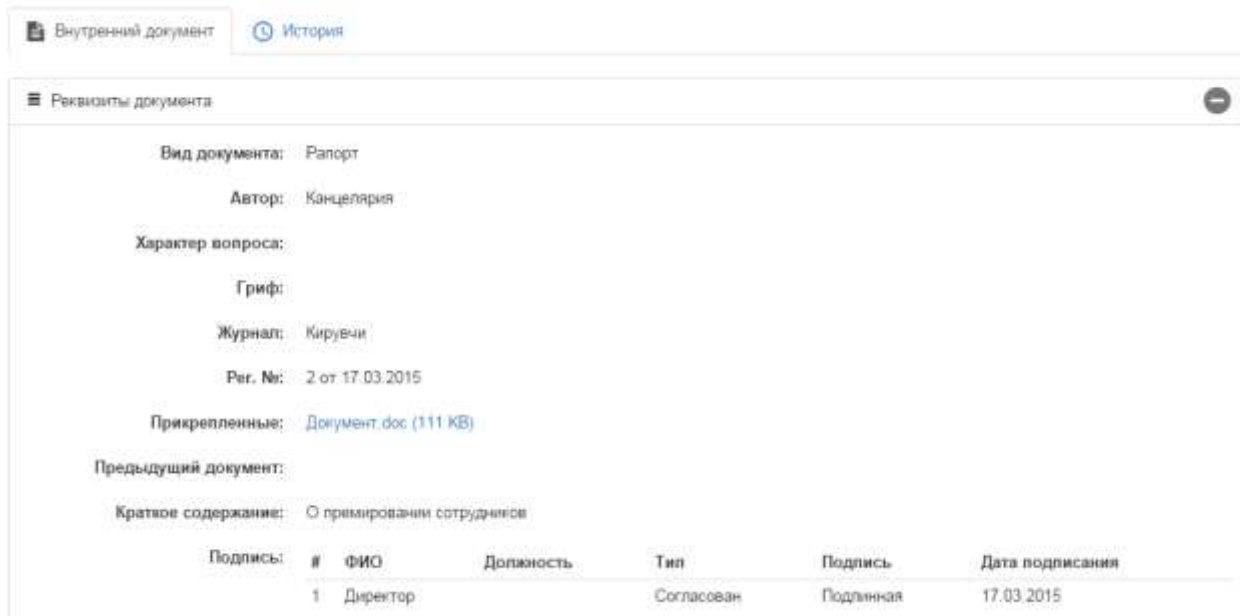 Внутренний документ История
Реквизиты документа
Вид документа: Рапорт
Автор: Канцелярия
Характер вопроса:
Гриф:
Журнал: Кирувчи
Рег. №: 2 от 17.03.2015
Прикрепленные: Документ.doc (111 KB)
Предыдущий документ:
Краткое содержание: О премировании сотрудников
Подпись: # ФИО Должность Тип Подпись Дата подписания
1 Директор Согласован Подлинная 17.03.2015